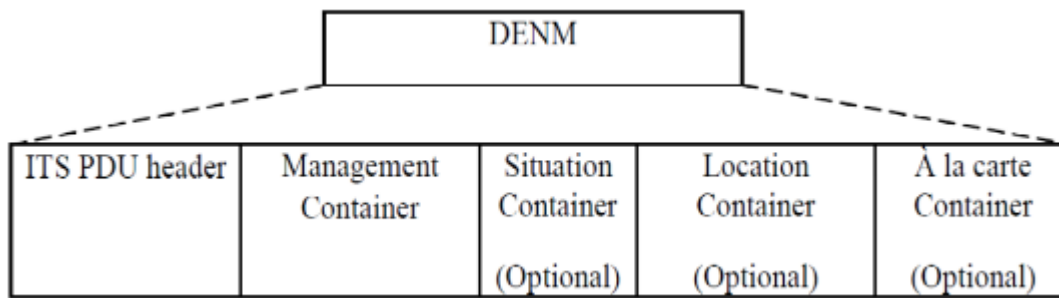 DENM
ITS PDU header
Management
Container
Situation
Container
(Optional)
Location
Container
(Optional)
À la carte
Container
(Optional)